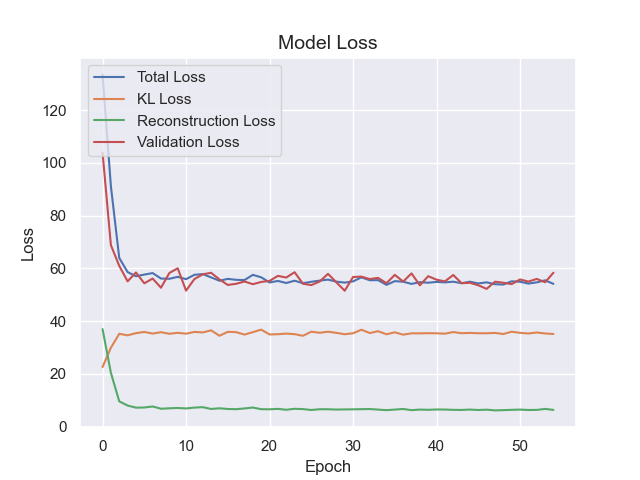 Model Loss
Total Loss
KL Loss
Reconstruction Loss
Validation Loss
120
100
80
60
40
20
0
Loss
0 10 20 30 40 50
Epoch